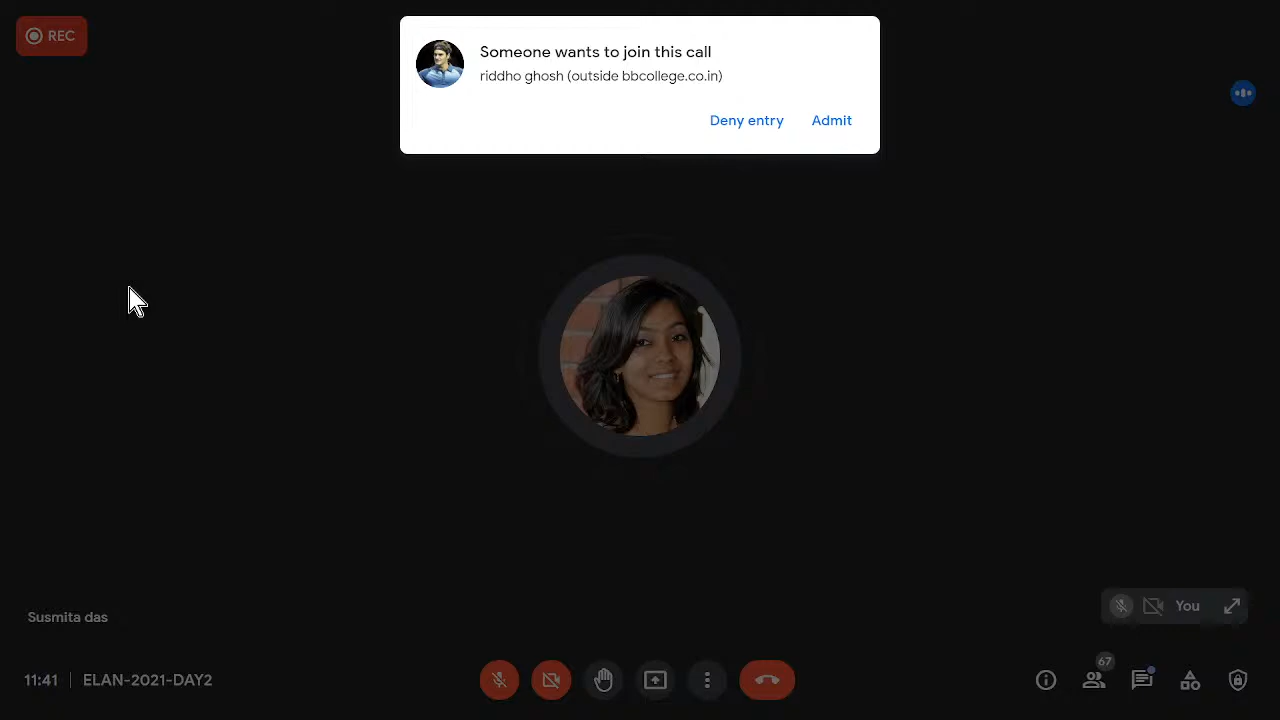 REC
Someone wants to join this call
riddho ghosh (outside bbcollege.co.in)
Deny entry Admit
Susmita das
You
11:41 | ELAN-2021-DAY2
67